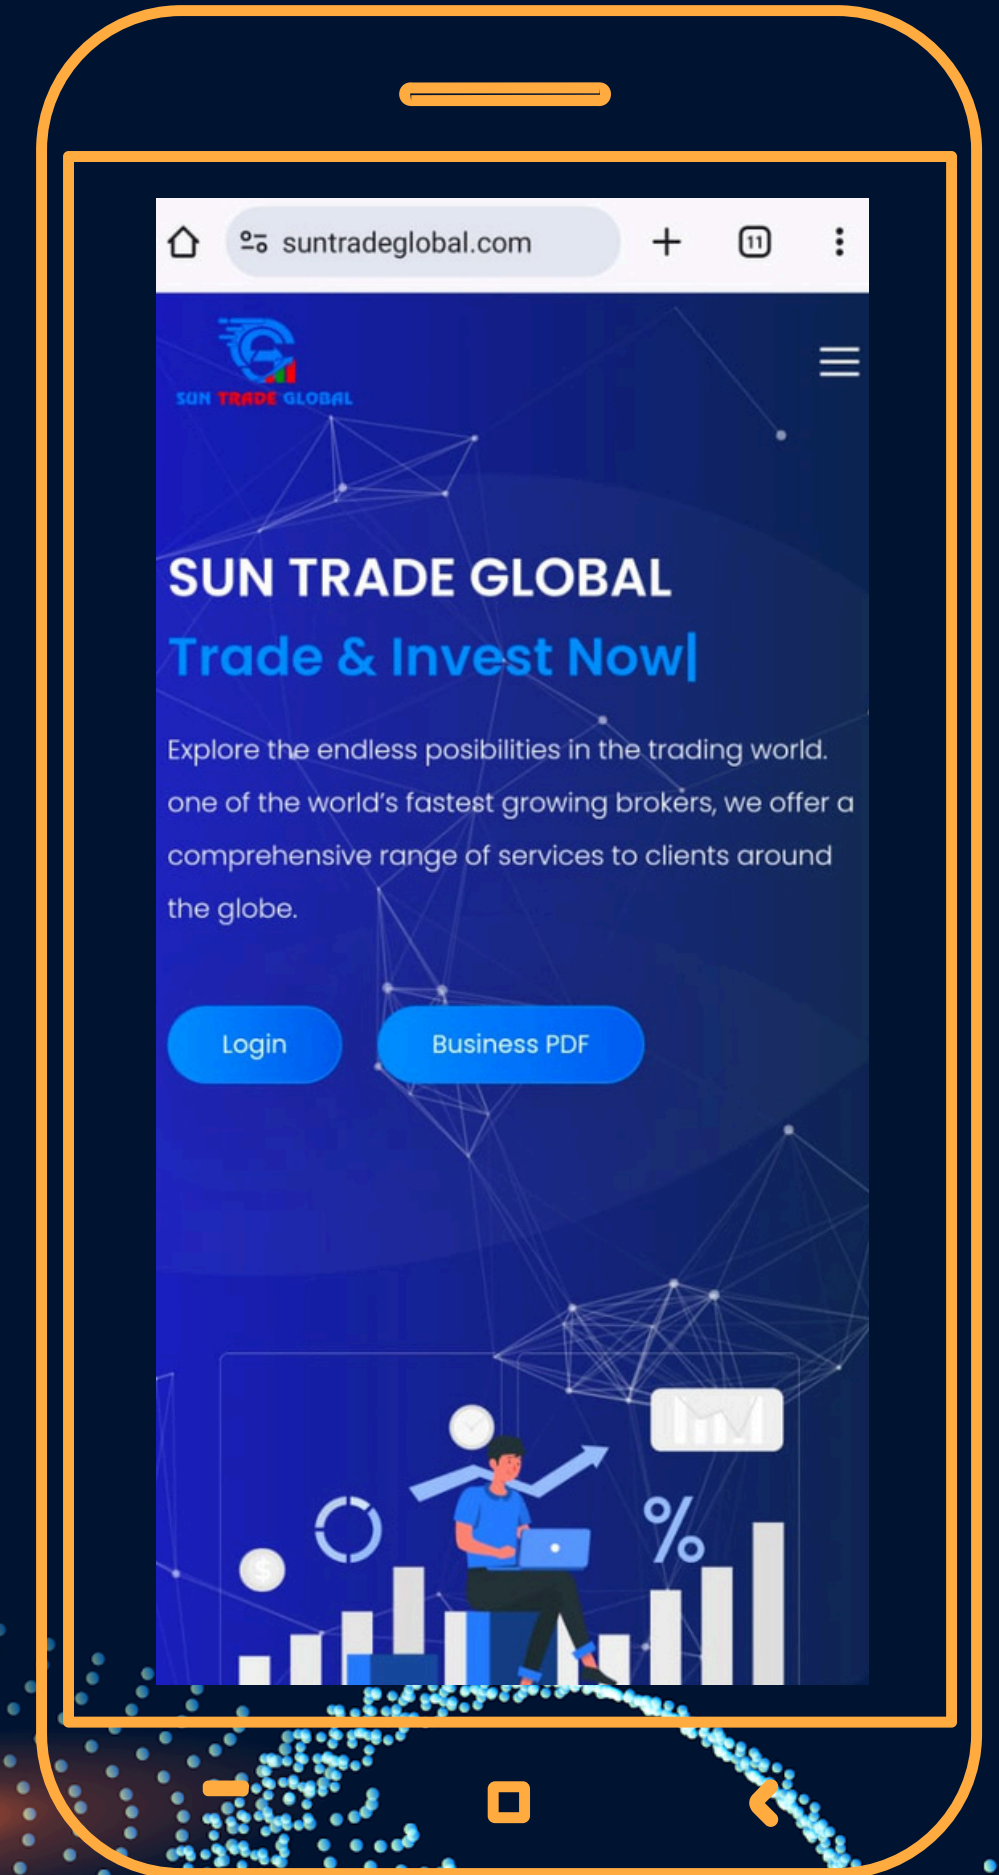 suntradeglobal.com
11
SUN TRADE GLOBAL
SUN TRADE GLOBAL
Trade & Invest Now|
Explore the endless posibilities in the trading world.
one of the world's fastest growing brokers, we offer a
comprehensive range of services to clients around
the globe.
Login
Business PDF
$
%